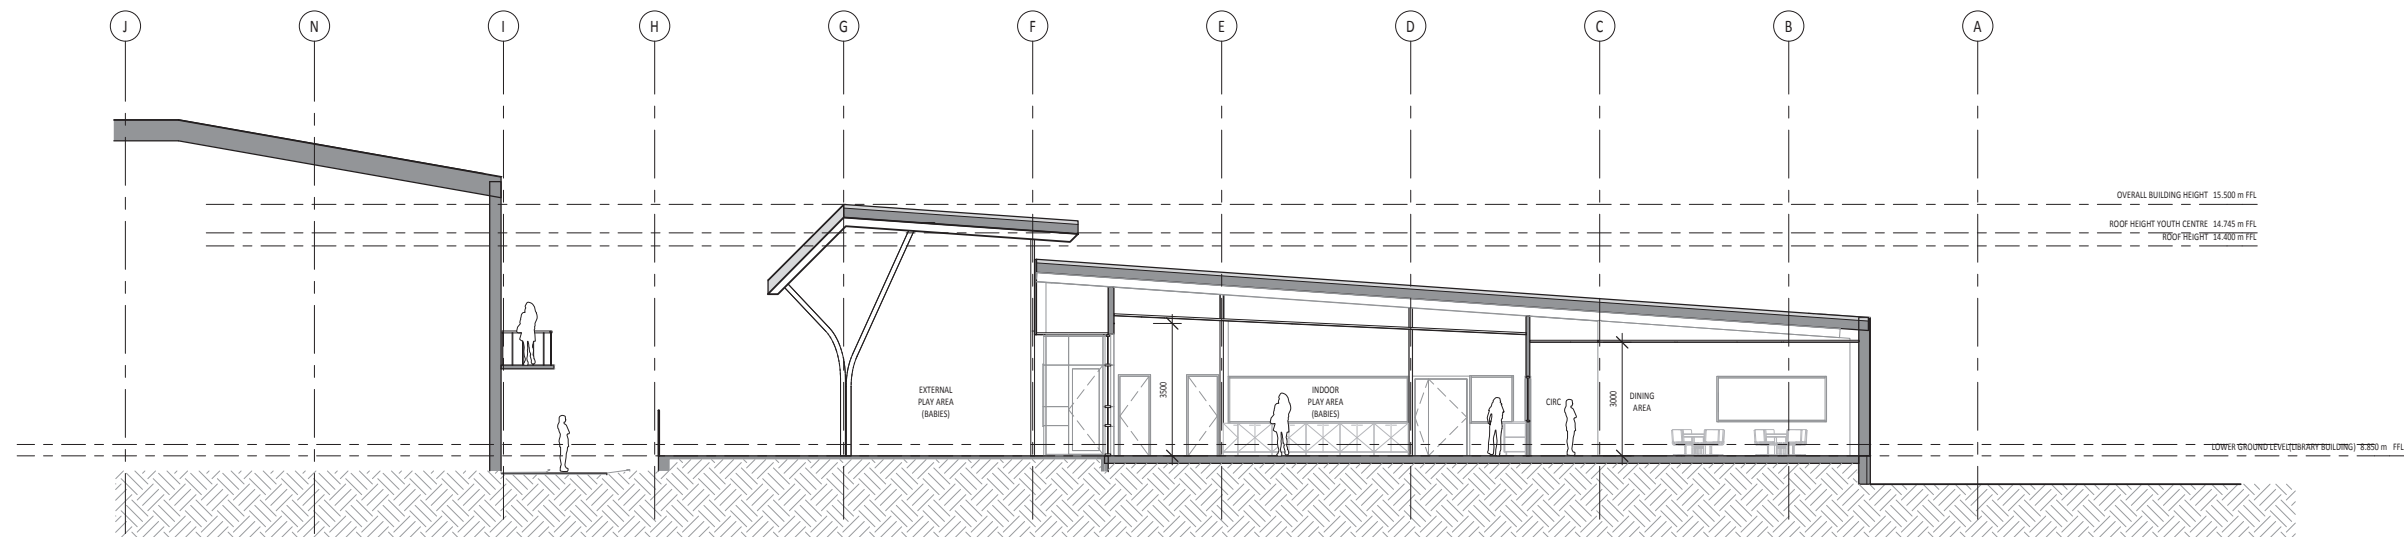 J N I H G F E D C B A
OVERALL BUILDING HEIGHT 15.500 m FFL
ROOF HEIGHT YOUTH CENTRE 14.745 m FFL
ROOF HEIGHT 14.400 m FFL
EXTERNAL
PLAY AREA
(BABIES)
3500
INDOOR
PLAY AREA
(BABIES)
CIRC
3000
DINING
AREA
LOWER GROUND LEVEL(LIBRARY BUILDING) 8.850 m FFL